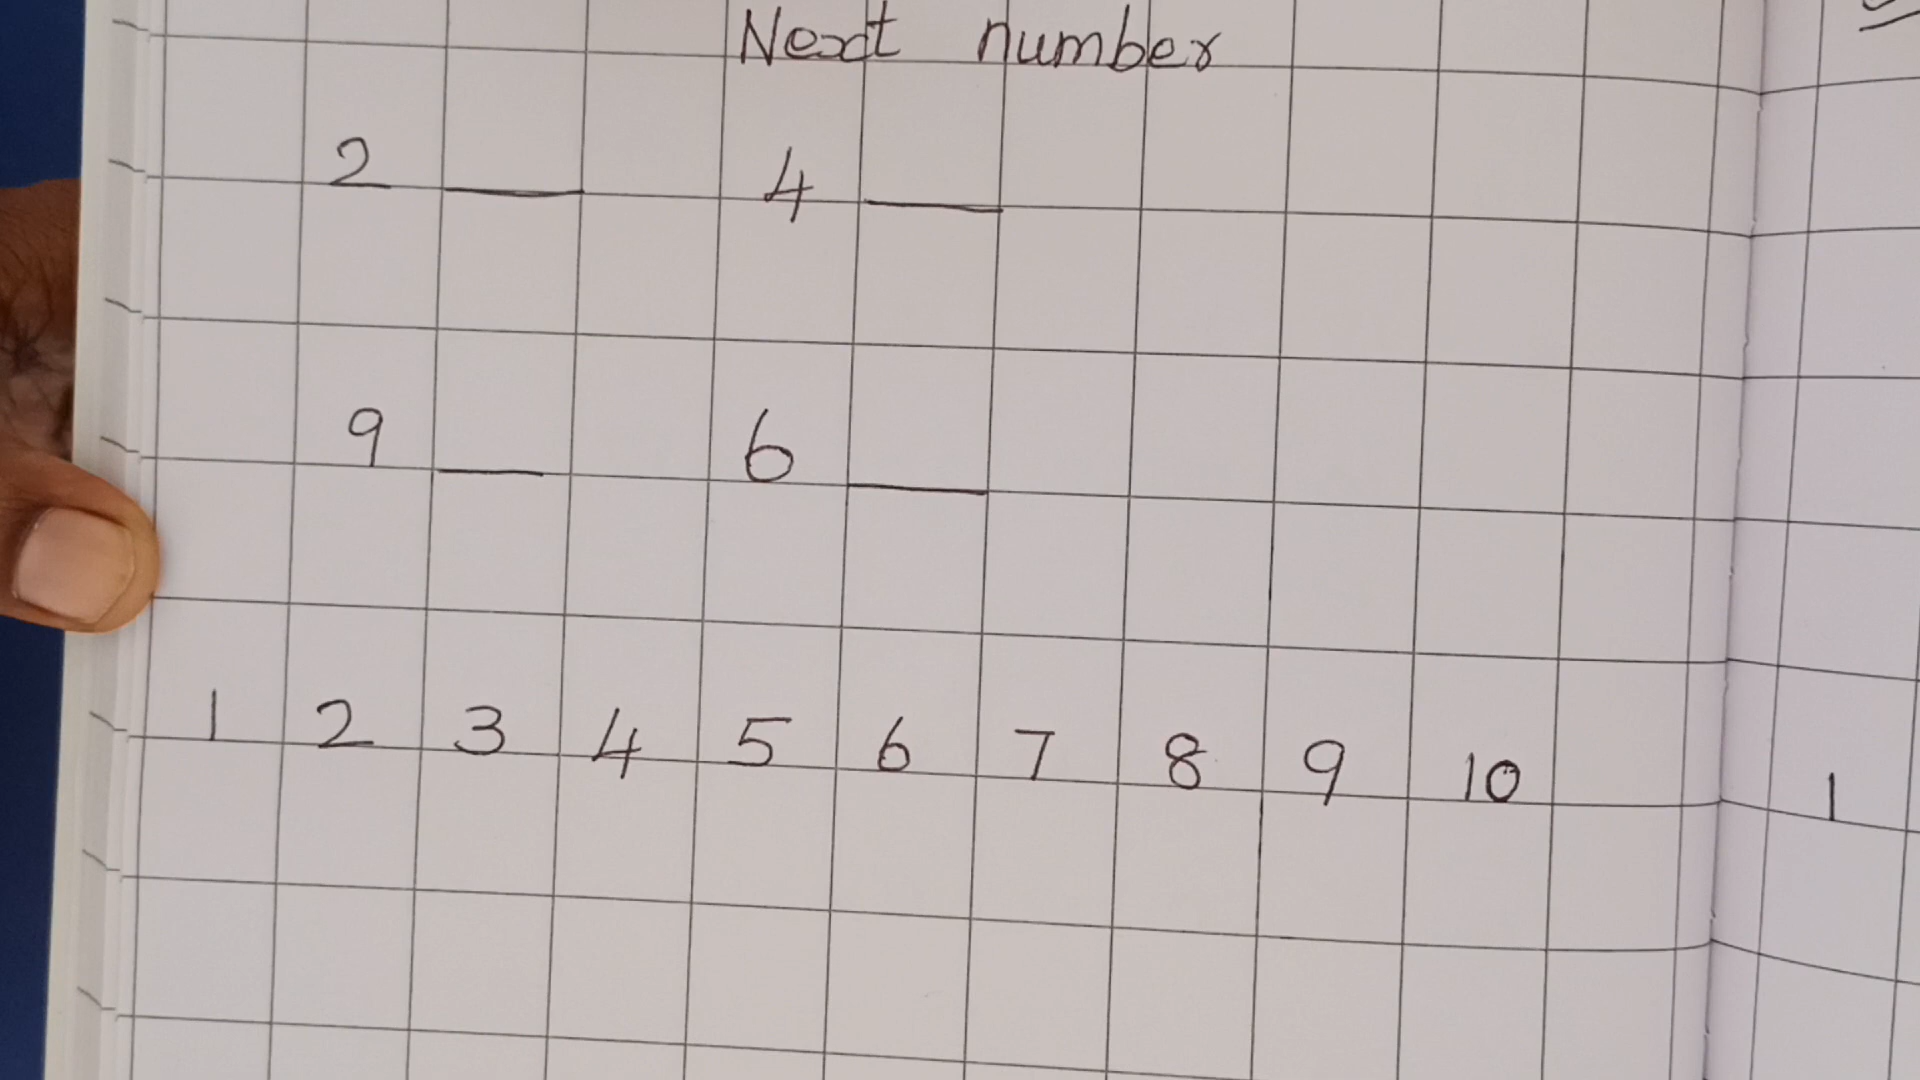 Next number
2 ___ 4 ___
9 ___ 6 ___
1 2 3 4 5 6 7 8 9 10 1